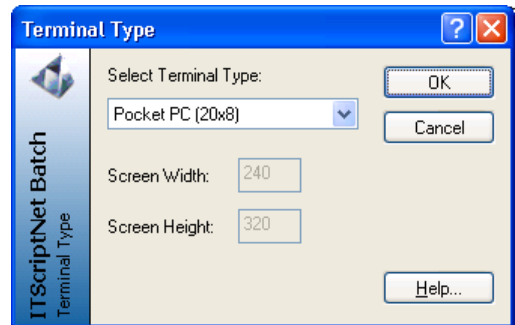 Terminal Type
Select Terminal Type:
Pocket PC (20x8)
Screen Width: 240
Screen Height: 320
OK
Cancel
Help...
ITScriptNet Batch
Terminal Type